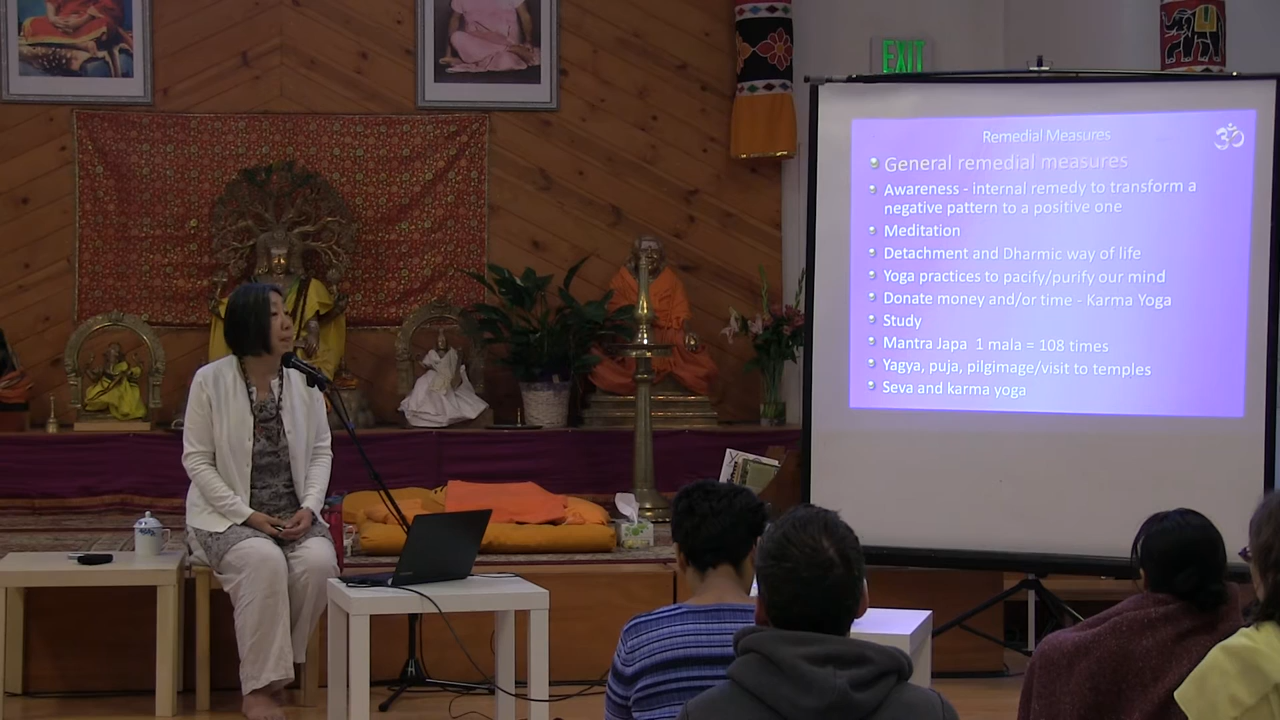 EXIT
Remedial Measures
ॐ
General remedial measures
Awareness - internal remedy to transform a
negative pattern to a positive one
Meditation
Detachment and Dharmic way of life
Yoga practices to pacify/purify our mind
Donate money and/or time - Karma Yoga
Study
Mantra Japa 1 mala = 108 times
Yagya, puja, pilgimage/visit to temples
Seva and karma yoga